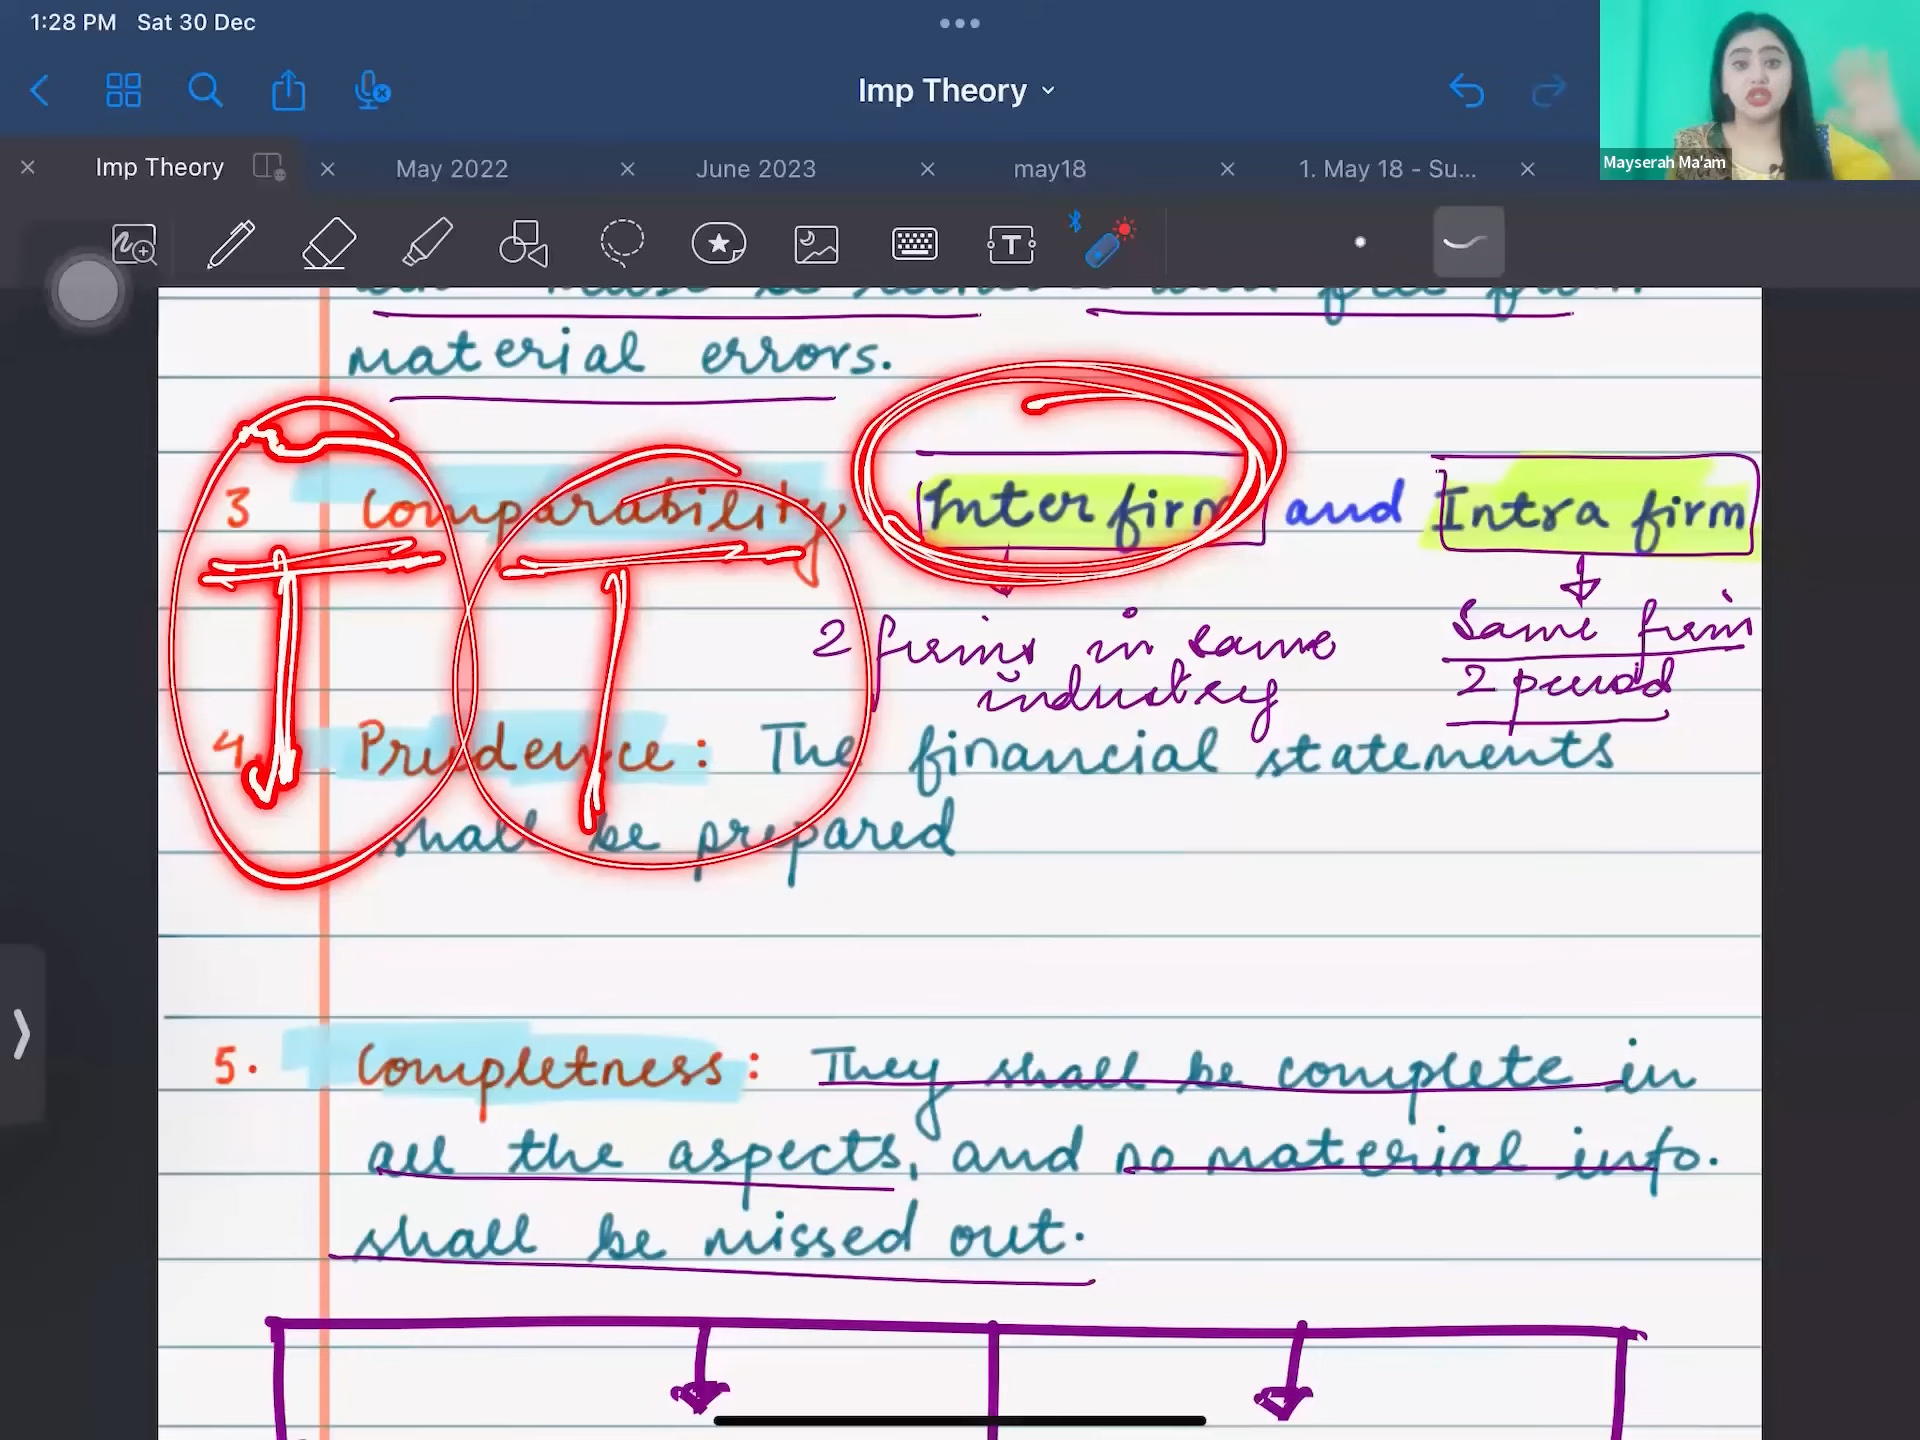 1:28 PM Sat 30 Dec
Imp Theory
Mayserah Ma'am
Imp Theory
May 2022
June 2023
may18
1. May 18 - Su...
T
material errors.
3 Comparability Inter firm and Intra firm
2 firms in same industry
Same firm
2 period
T T
4. Prudence: The financial statements
shall be prepared
5. Completness: They shall be complete in
all the aspects, and no material info.
shall be missed out.